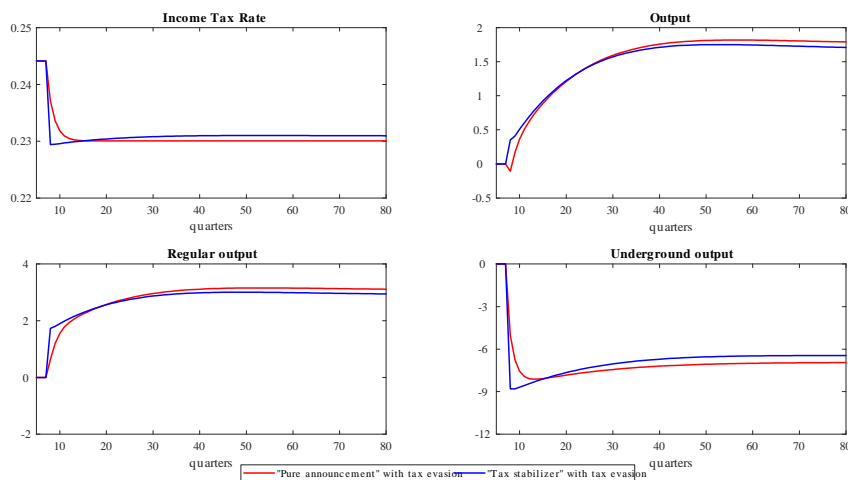 Income Tax Rate
0.25
0.24
0.23
0.22
10 20 30 40 50 60 70 80
quarters
Output
2
1.5
1
0.5
0
-0.5
10 20 30 40 50 60 70 80
quarters
Regular output
4
2
0
-2
10 20 30 40 50 60 70 80
quarters
Underground output
0
-3
-6
-9
-12
10 20 30 40 50 60 70 80
quarters
"Pure announcement" with tax evasion
"Tax stabilizer" with tax evasion